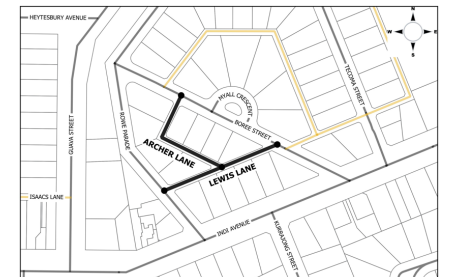 HEYTESBURY AVENUE
N
W
E
S
TECOMA STREET
MYALL CRESCENT
BOREE STREET
GUAVA STREET
ROWE PARADE
ARCHER LANE
LEWIS LANE
ISAACS LANE
INDI AVENUE
KURRAJONG STREET